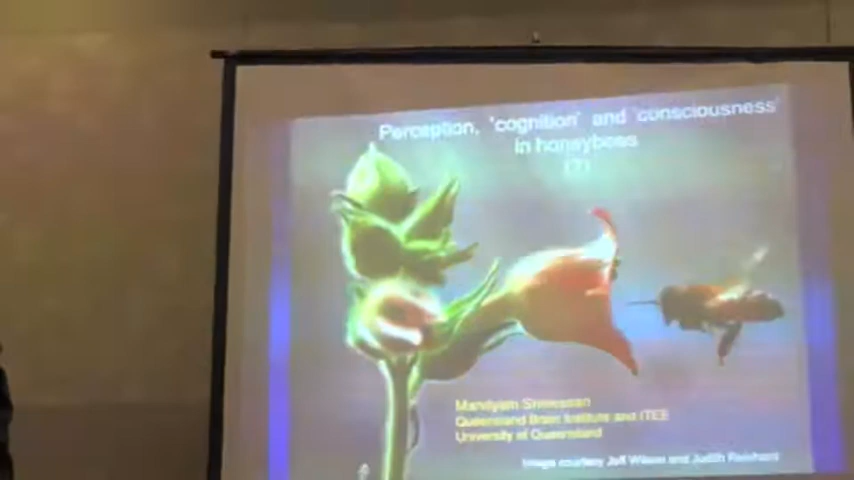 Perception, 'cognition' and 'consciousness'
in honeybees
(?)
Mandyam Srinivasan
Queensland Brain Institute and ITEE
University of Queensland
Image courtesy Jeff Wilson and Judith Reinhard